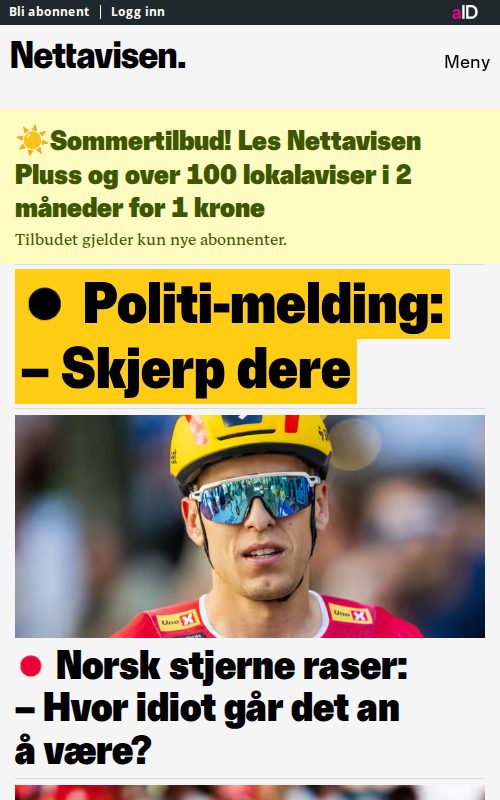 Bli abonnent | Logg inn
aID
Nettavisen.
Meny
☀️Sommertilbud! Les Nettavisen
Pluss og over 100 lokalaviser i 2
måneder for 1 krone
Tilbudet gjelder kun nye abonnenter.
● Politi-melding:
– Skjerp dere
Uno X
Uno X
● Norsk stjerne raser:
– Hvor idiot går det an
å være?